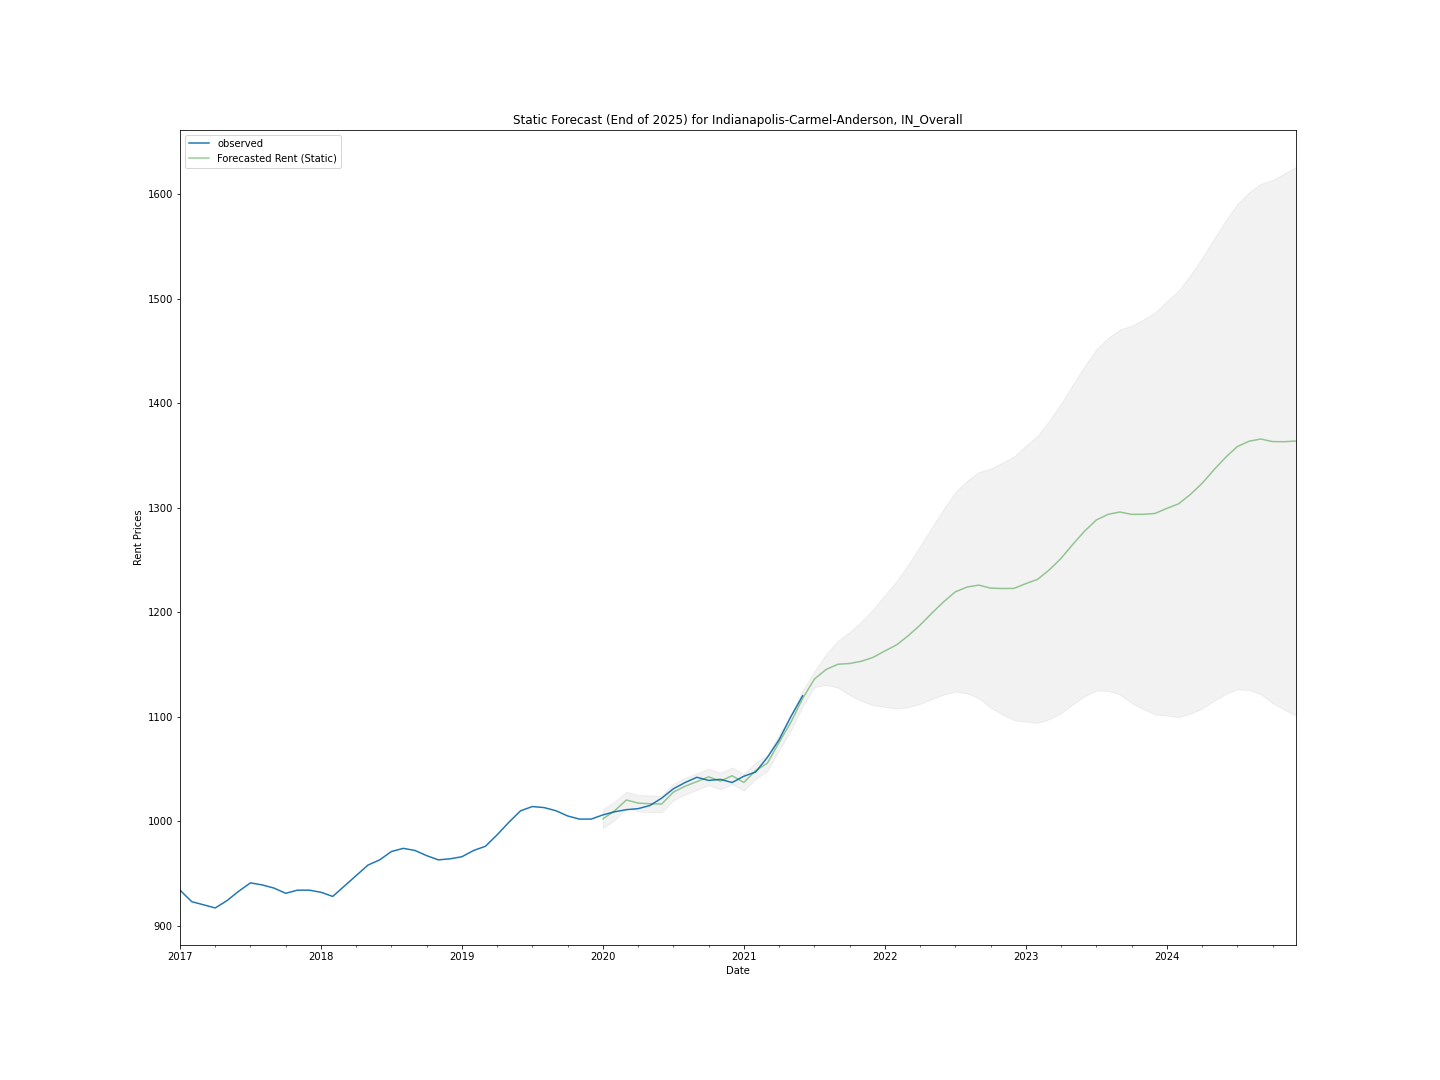 Static Forecast (End of 2025) for Indianapolis-Carmel-Anderson, IN_Overall
observed
Forecasted Rent (Static)
1600
1500
1400
1300
1200
1100
1000
900
Rent Prices
2017 2018 2019 2020 2021 2022 2023 2024
Date